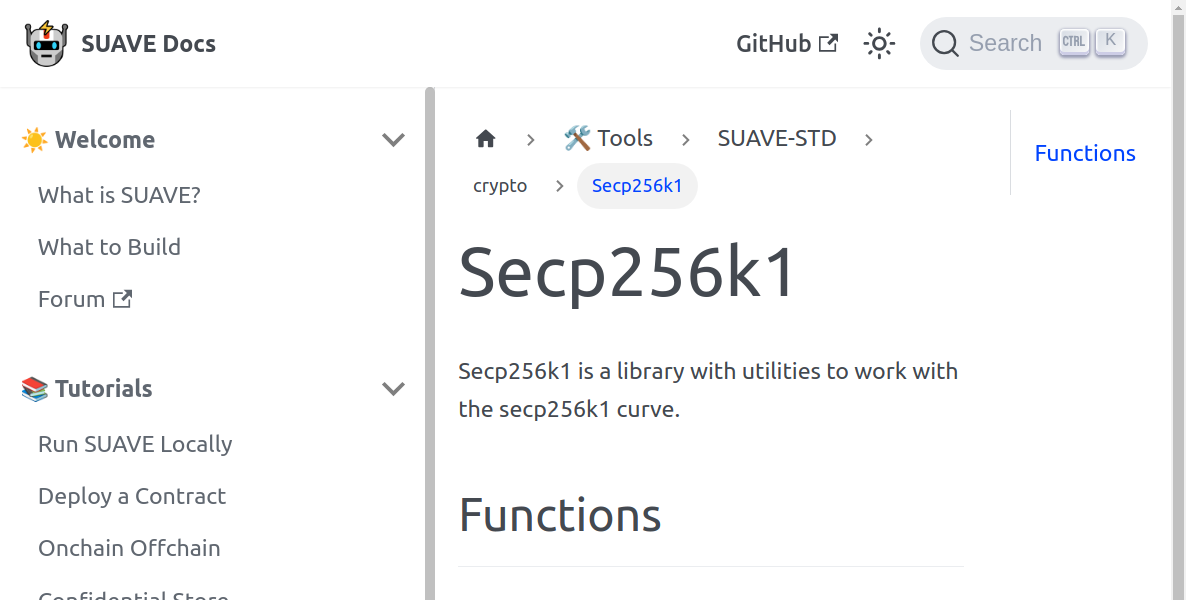 SUAVE Docs
GitHub
Search
CTRL K
☀️ Welcome
What is SUAVE?
What to Build
Forum
📚 Tutorials
Run SUAVE Locally
Deploy a Contract
Onchain Offchain
Confidential Store
🛠️ Tools
SUAVE-STD
crypto
Secp256k1
Secp256k1
Secp256k1 is a library with utilities to work with
the secp256k1 curve.
Functions
Functions